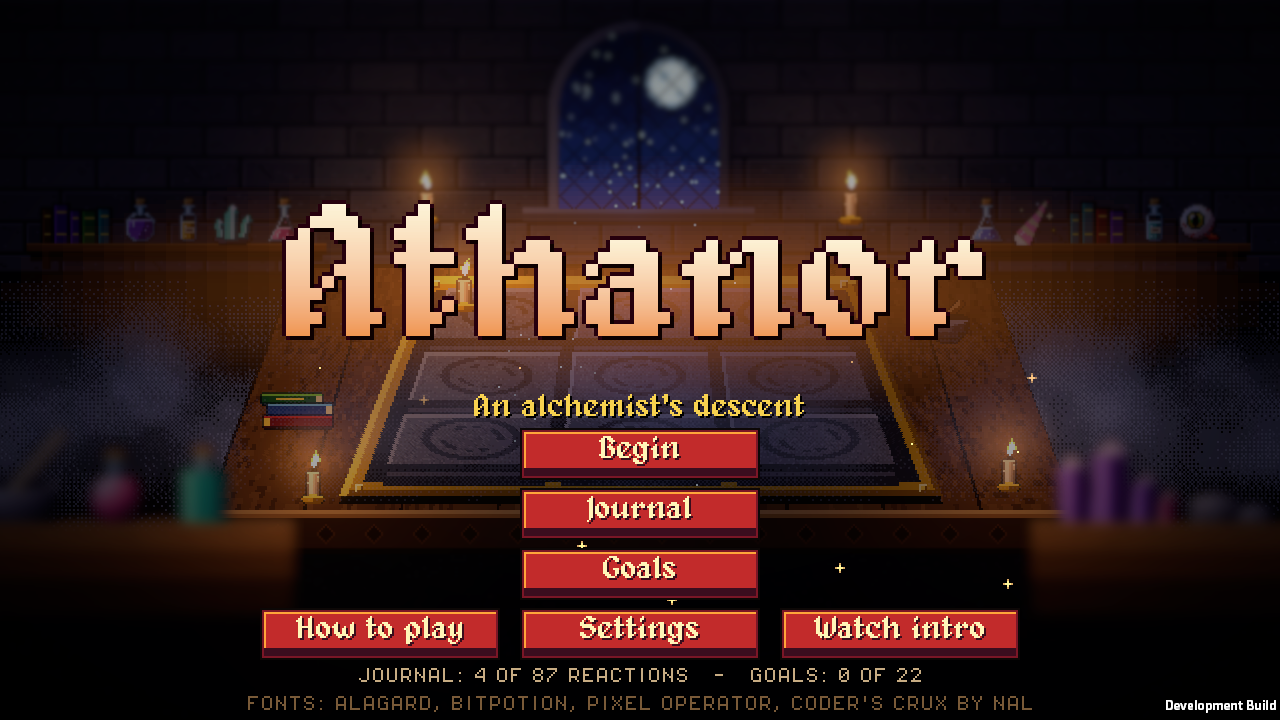 Athanor
An alchemist's descent
Begin
Journal
Goals
How to play
Settings
Watch intro
JOURNAL: 4 OF 87 REACTIONS - GOALS: 0 OF 22
FONTS: ALAGARD, BITPOTION, PIXEL OPERATOR, CODER'S CRUX BY NAL
Development Build